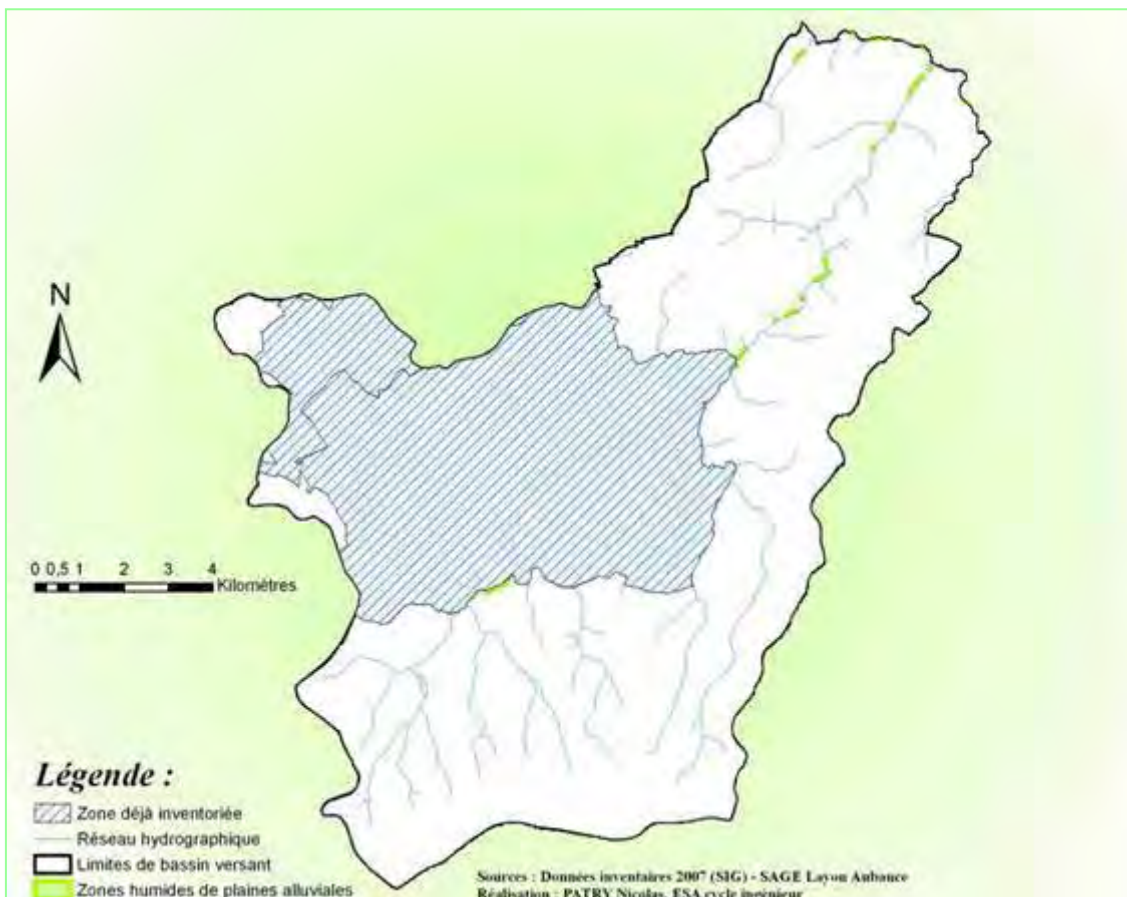 N
0 0,5 1 2 3 4
Kilomètres
Légende :
Zone déjà inventoriée
Réseau hydrographique
Limites de bassin versant
Zones humides de plaines alluviales
Sources : Données inventaires 2007 (SIG) - SAGE Layon Aubance
Réalisation : PATRY Nicolas, ESA cycle ingénieur